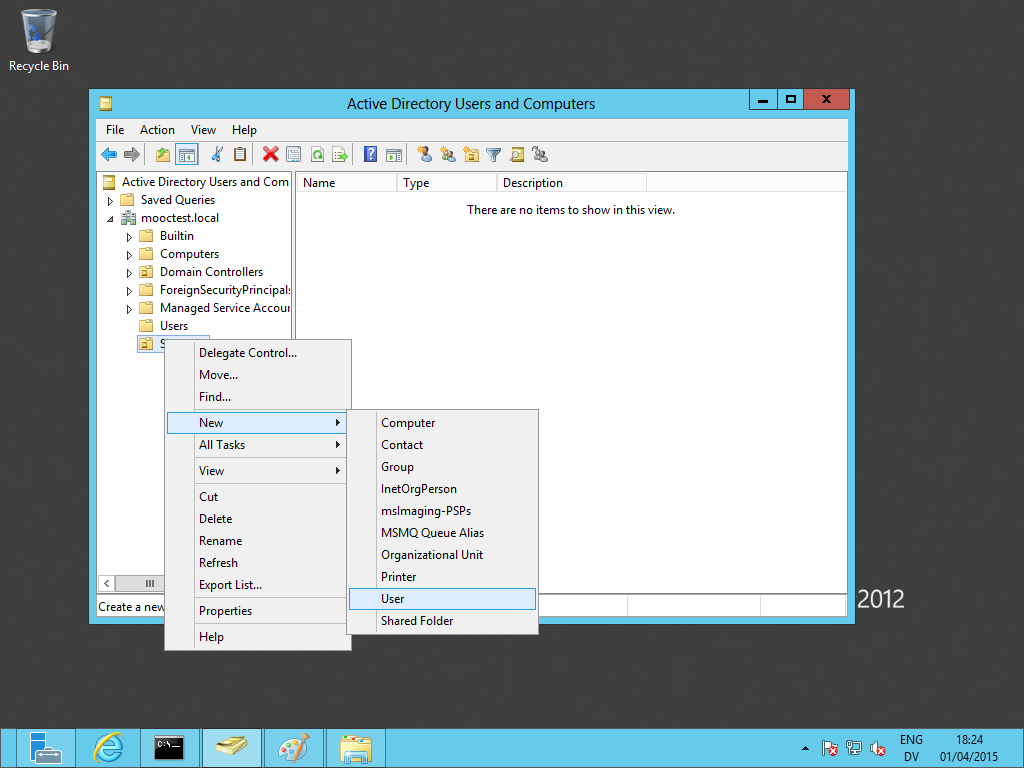 Recycle Bin
Active Directory Users and Computers
File Action View Help
Active Directory Users and Com
Name Type Description
Saved Queries
There are no items to show in this view.
mooctest.local
Builtin
Computers
Domain Controllers
ForeignSecurityPrincipals
Managed Service Accour
Users
Delegate Control...
Move...
Find...
New
All Tasks
View
Cut
Delete
Rename
Refresh
Export List...
Properties
Help
Computer
Contact
Group
InetOrgPerson
msImaging-PSPs
MSMQ Queue Alias
Organizational Unit
Printer
User
Shared Folder
Create a new
2012
ENG
DV
18:24
01/04/2015